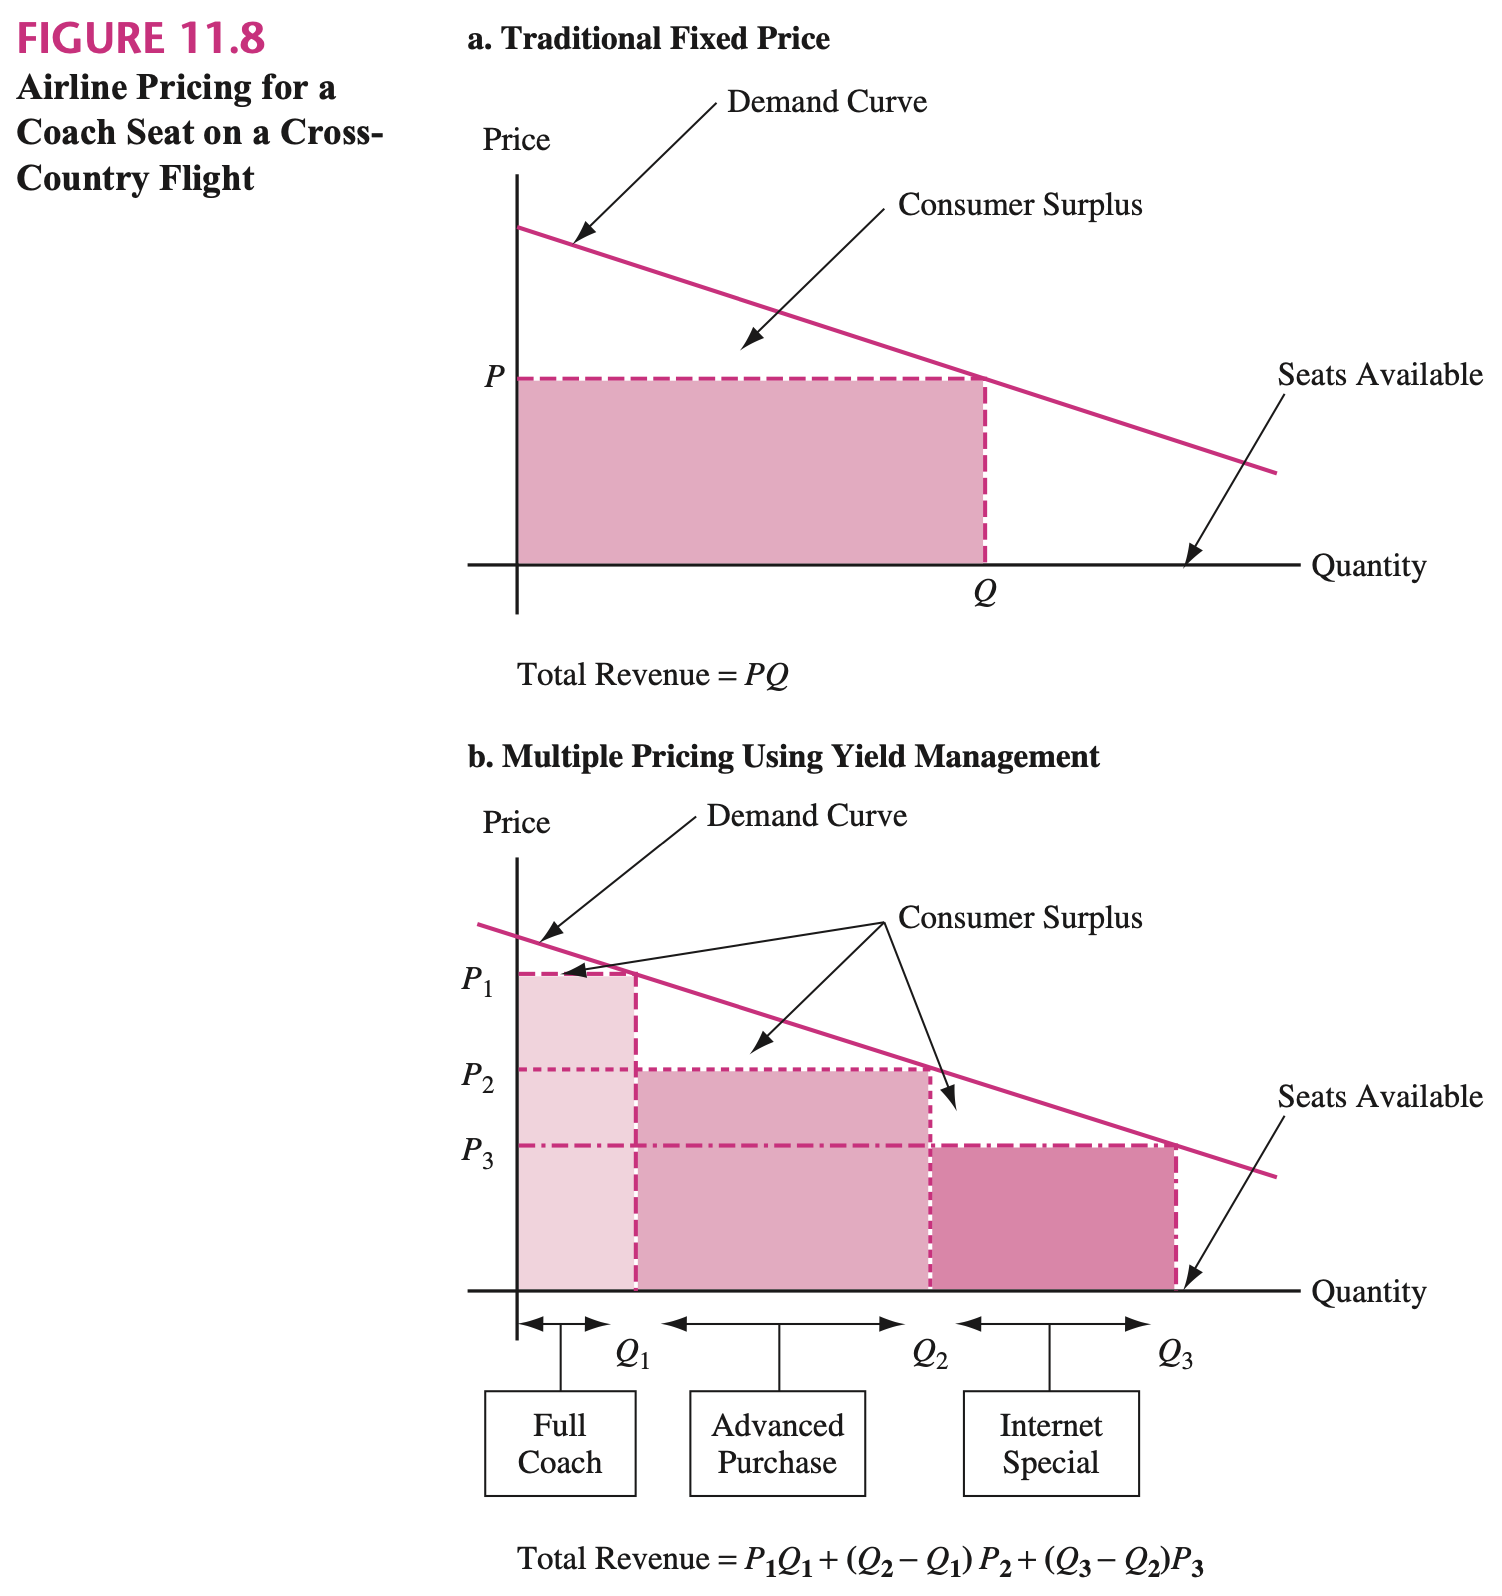 FIGURE 11.8
Airline Pricing for a
Coach Seat on a Cross-
Country Flight
a. Traditional Fixed Price
Demand Curve
Price
Consumer Surplus
P
Seats Available
Quantity
Q
Total Revenue = PQ
b. Multiple Pricing Using Yield Management
Price
Demand Curve
Consumer Surplus
P₁
P₂
Seats Available
P₃
Quantity
Q₁
Q₂
Q₃
Full
Coach
Advanced
Purchase
Internet
Special
Total Revenue = P₁Q₁ + (Q₂ − Q₁) P₂ + (Q₃ − Q₂)P₃